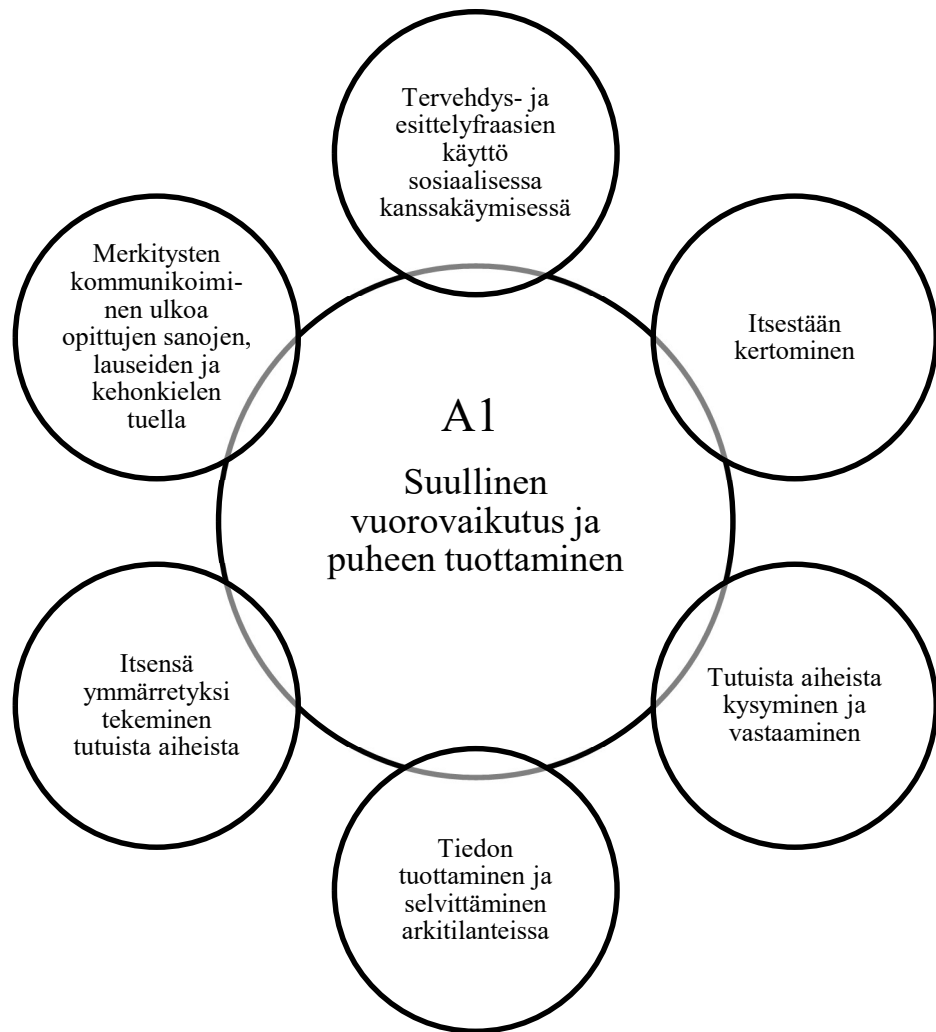 Tervehdys- ja
esittelyfraasien
käyttö
sosiaalisessa
kanssakäymisessä
Merkitysten
kommunikoimi-
nen ulkoa
opittujen sanojen,
lauseiden ja
kehonkielen
tuella
Itsestään
kertominen
A1
Suullinen
vuorovaikutus ja
puheen tuottaminen
Itsensä
ymmärretyksi
tekeminen
tutuista aiheista
Tutuista aiheista
kysyminen ja
vastaaminen
Tiedon
tuottaminen ja
selvittäminen
arkitilanteissa